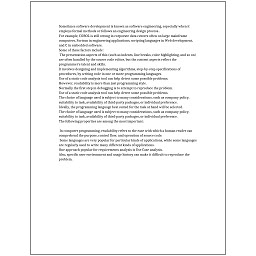 Sometimes software development is known as software engineering, especially when it
employs formal methods or follows an engineering design process.
For example, COBOL is still strong in corporate data centers often on large mainframe
computers, Fortran in engineering applications, scripting languages in Web development,
and C in embedded software.
Some of these factors include:
The presentation aspects of this (such as indents, line breaks, color highlighting, and so on)
are often handled by the source code editor, but the content aspects reflect the
programmer's talent and skills.
It involves designing and implementing algorithms, step-by-step specifications of
procedures, by writing code in one or more programming languages.
Use of a static code analysis tool can help detect some possible problems.
However, readability is more than just programming style.
Normally the first step in debugging is to attempt to reproduce the problem.
Use of a static code analysis tool can help detect some possible problems.
The choice of language used is subject to many considerations, such as company policy,
suitability to task, availability of third-party packages, or individual preference.
Ideally, the programming language best suited for the task at hand will be selected.
The choice of language used is subject to many considerations, such as company policy,
suitability to task, availability of third-party packages, or individual preference.
The following properties are among the most important:
In computer programming, readability refers to the ease with which a human reader can
comprehend the purpose, control flow, and operation of source code.
Some languages are very popular for particular kinds of applications, while some languages
are regularly used to write many different kinds of applications.
One approach popular for requirements analysis is Use Case analysis.
Also, specific user environment and usage history can make it difficult to reproduce the
problem.